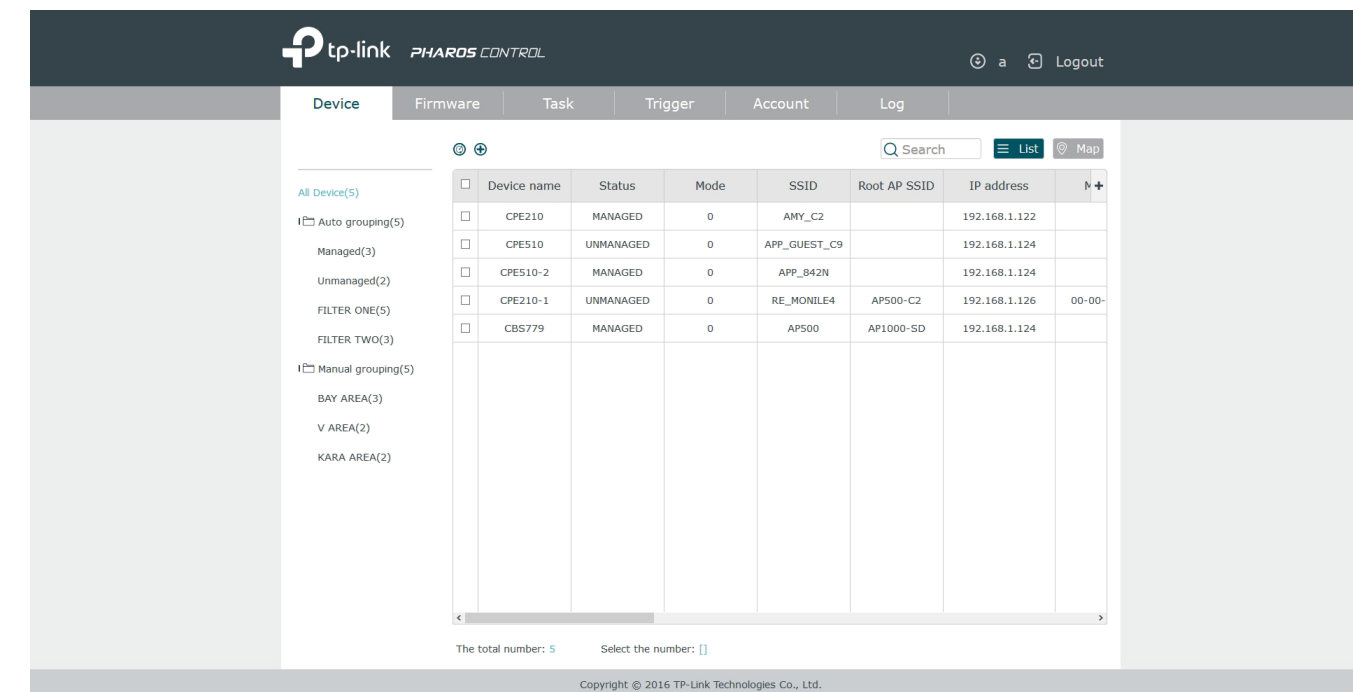 tp-link PHAROS CONTROL
a Logout
Device Firmware Task Trigger Account Log
Search List Map
All Device(5)
Auto grouping(5)
Managed(3)
Unmanaged(2)
FILTER ONE(5)
FILTER TWO(3)
Manual grouping(5)
BAY AREA(3)
V AREA(2)
KARA AREA(2)
Device name Status Mode SSID Root AP SSID IP address M
CPE210 MANAGED 0 AMY_C2 192.168.1.122
CPE510 UNMANAGED 0 APP_GUEST_C9 192.168.1.124
CPE510-2 MANAGED 0 APP_842N 192.168.1.124
CPE210-1 UNMANAGED 0 RE_MONILE4 AP500-C2 192.168.1.126 00-00-
CBS779 MANAGED 0 AP500 AP1000-SD 192.168.1.124
The total number: 5 Select the number: []
Copyright © 2016 TP-Link Technologies Co., Ltd.